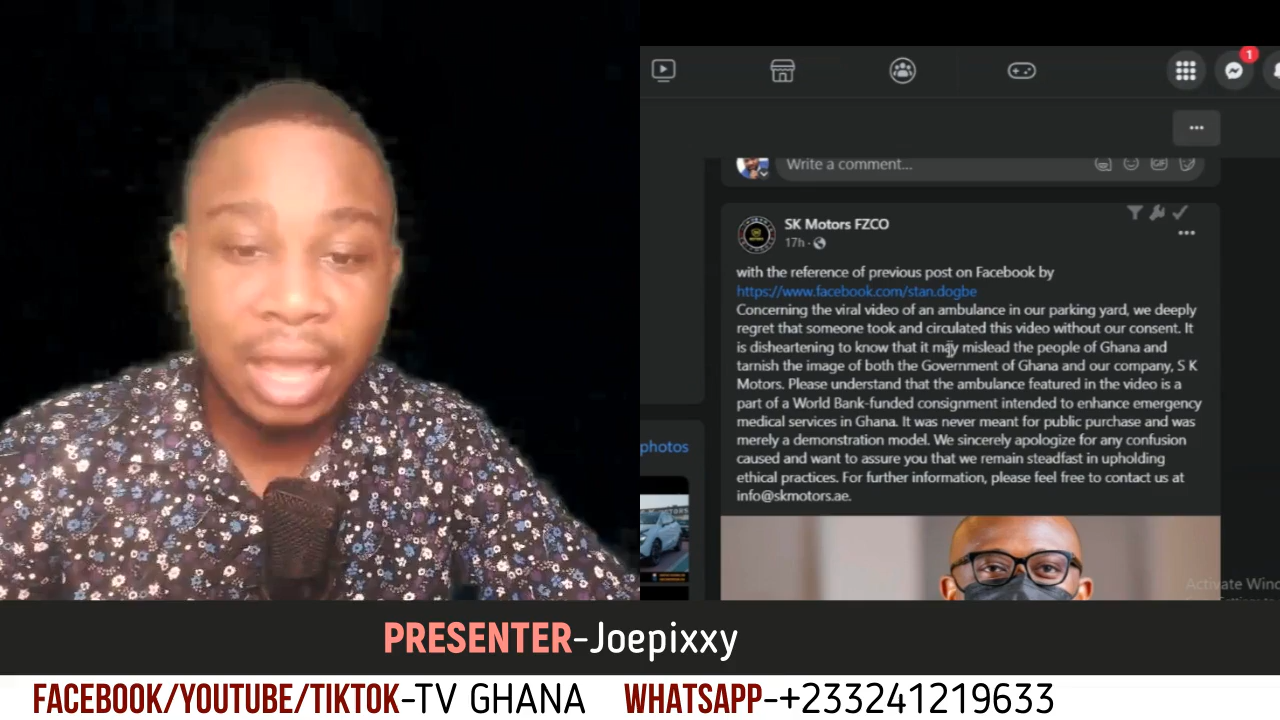 1
Write a comment...
SK Motors FZCO
17h
with the reference of previous post on Facebook by
https://www.facebook.com/stan.dogbe
Concerning the viral video of an ambulance in our parking yard, we deeply
regret that someone took and circulated this video without our consent. It
is disheartening to know that it may mislead the people of Ghana and
tarnish the image of both the Government of Ghana and our company, S K
Motors. Please understand that the ambulance featured in the video is a
part of a World Bank-funded consignment intended to enhance emergency
medical services in Ghana. It was never meant for public purchase and was
merely a demonstration model. We sincerely apologize for any confusion
caused and want to assure you that we remain steadfast in upholding
ethical practices. For further information, please feel free to contact us at
info@skmotors.ae.
photos
Activate Wind
PRESENTER-Joepixxy
FACEBOOK/YOUTUBE/TIKTOK-TV GHANA WHATSAPP-+233241219633